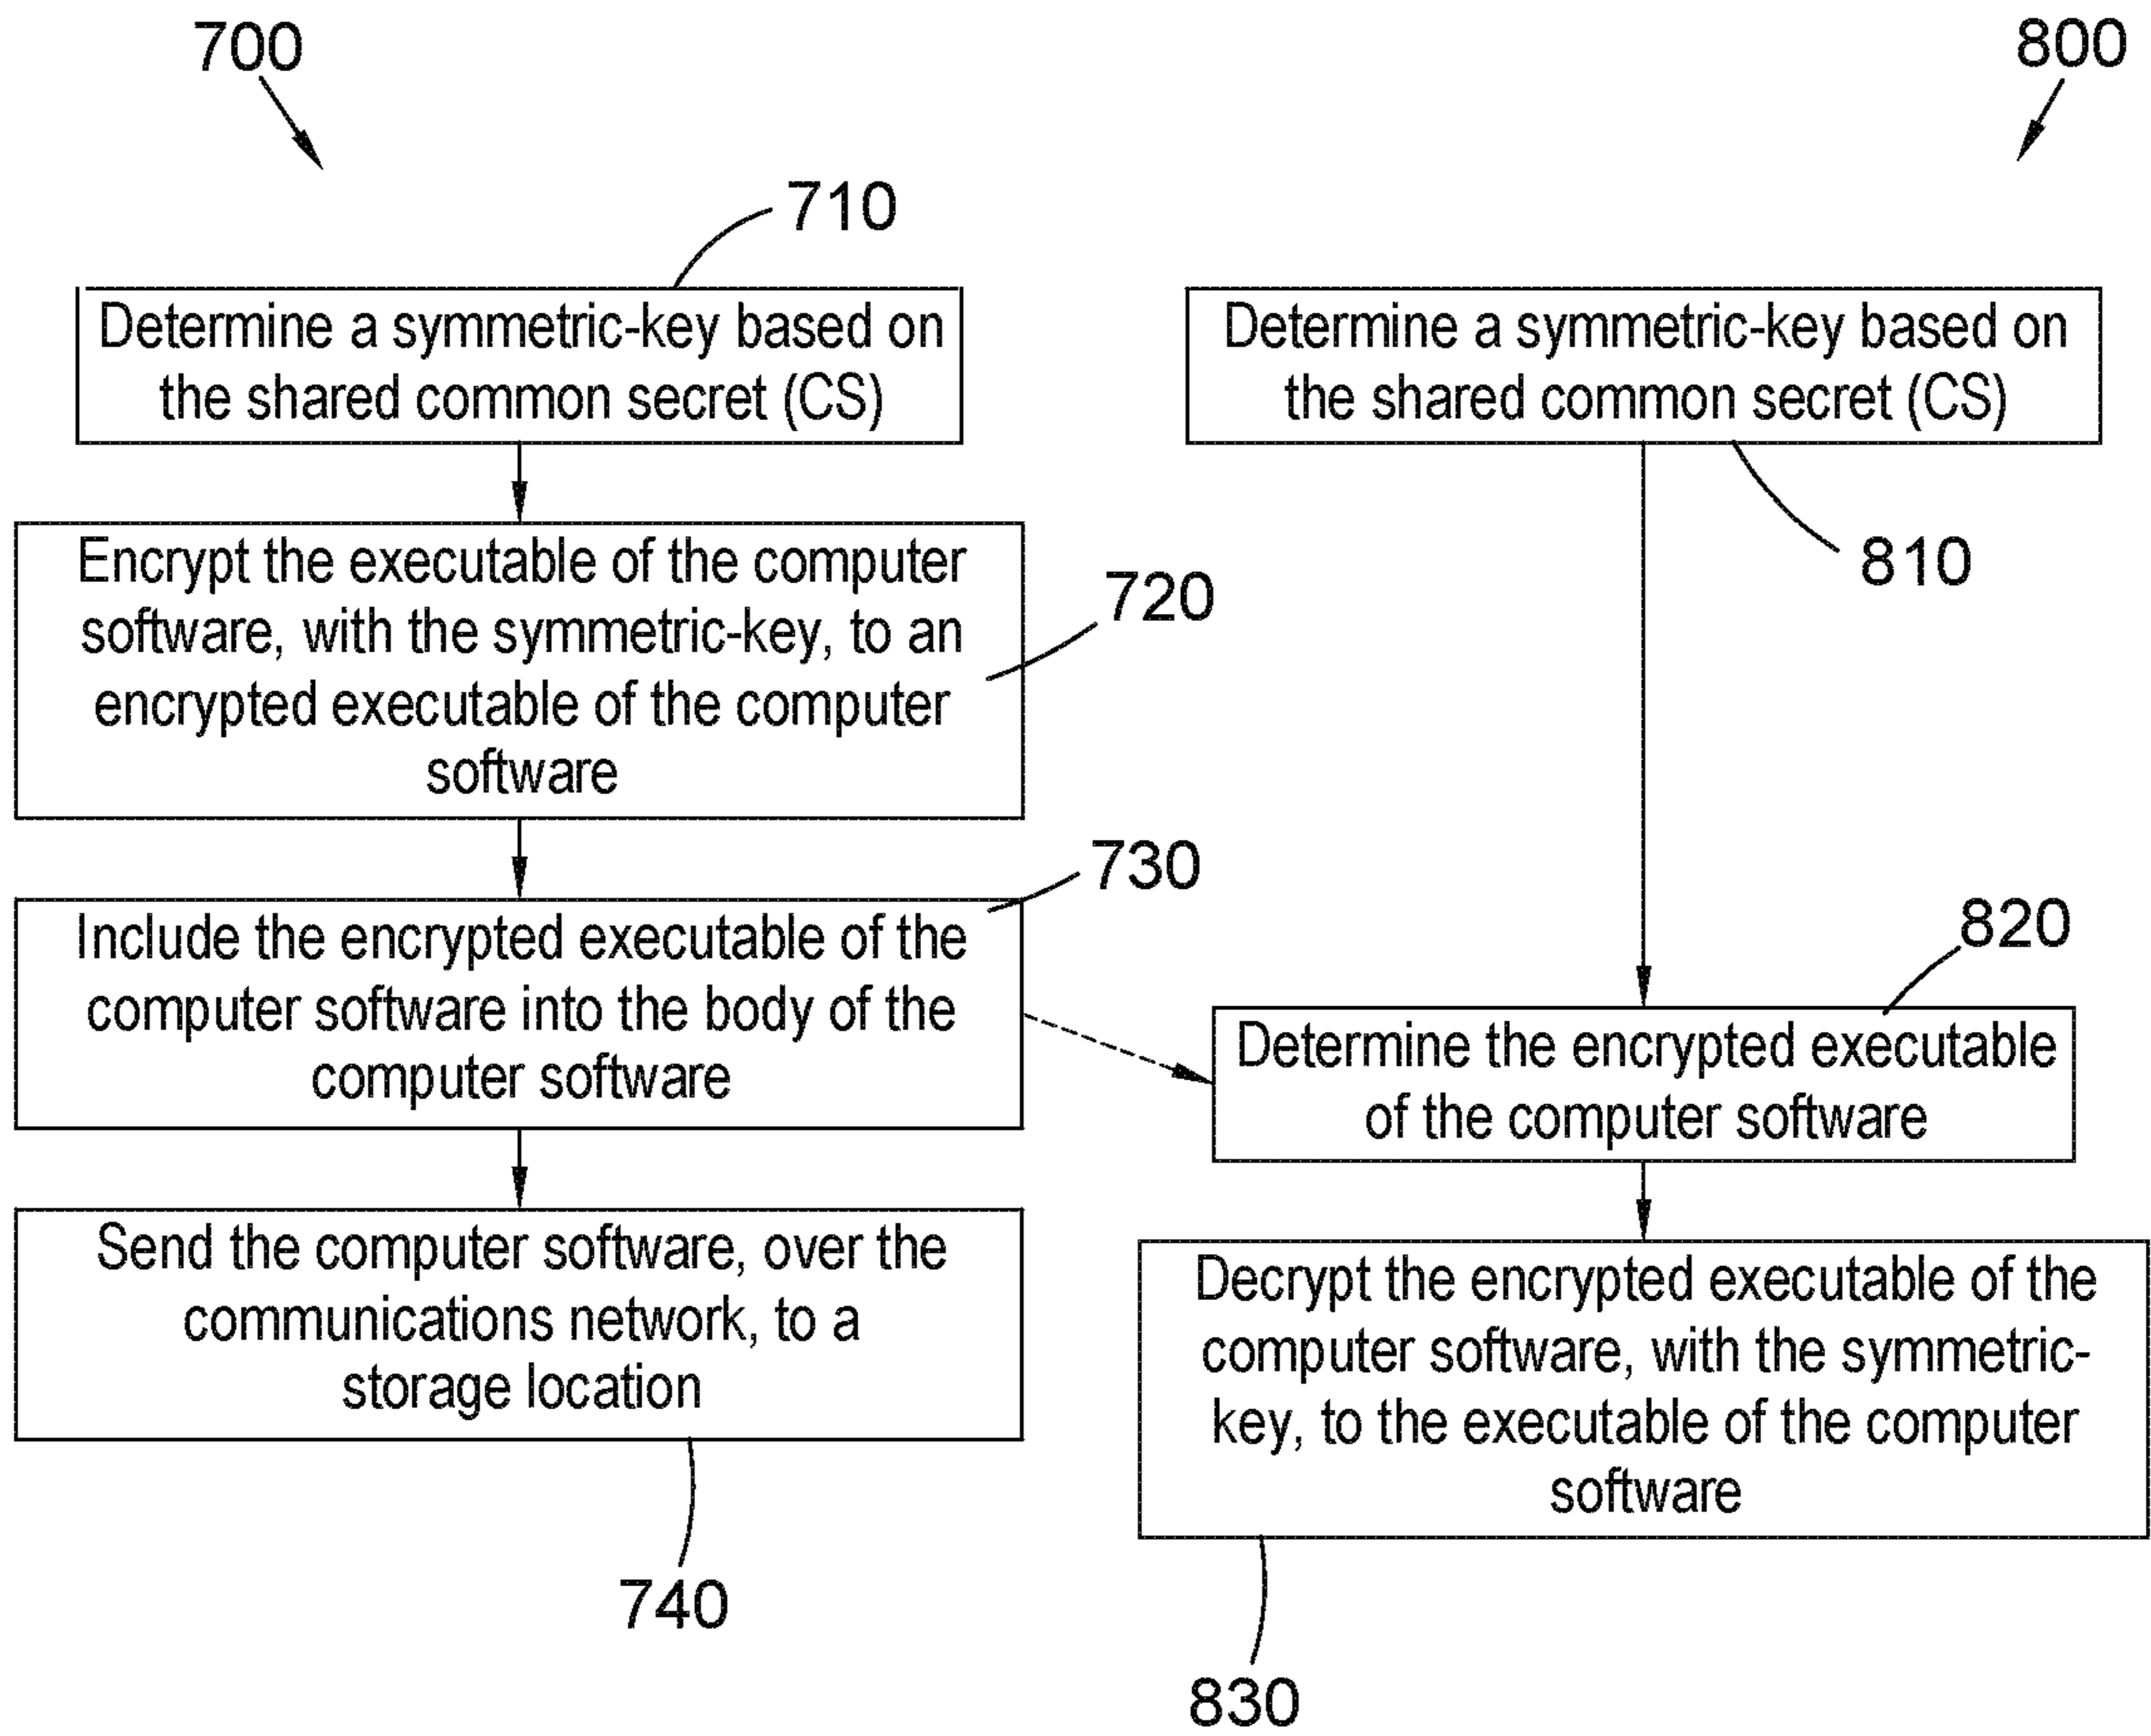 700
800
710
Determine a symmetric-key based on
the shared common secret (CS)
Encrypt the executable of the computer
software, with the symmetric-key, to an
encrypted executable of the computer
software
720
730
Include the encrypted executable of the
computer software into the body of the
computer software
Send the computer software, over the
communications network, to a
storage location
740
Determine a symmetric-key based on
the shared common secret (CS)
810
820
Determine the encrypted executable
of the computer software
Decrypt the encrypted executable of the
computer software, with the symmetric-
key, to the executable of the computer
software
830